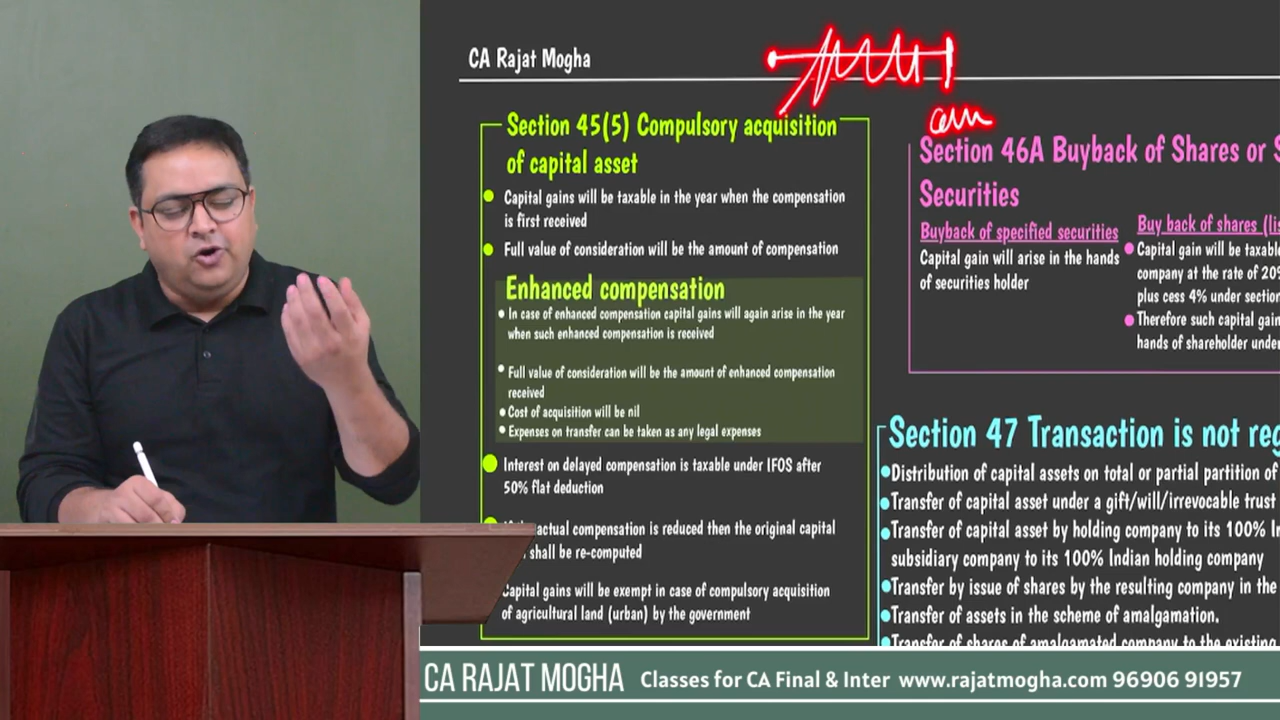 CA Rajat Mogha
Section 45(5) Compulsory acquisition
of capital asset
Capital gains will be taxable in the year when the compensation
is first received
Full value of consideration will be the amount of compensation
Enhanced compensation
In case of enhanced compensation capital gains will again arise in the year
when such enhanced compensation is received
Full value of consideration will be the amount of enhanced compensation
received
Cost of acquisition will be nil
Expenses on transfer can be taken as any legal expenses
Interest on delayed compensation is taxable under IFOS after
50% flat deduction
actual compensation is reduced then the original capital
shall be re-computed
Capital gains will be exempt in case of compulsory acquisition
of agricultural land (urban) by the government
Section 46A Buyback of Shares or
Securities
Buyback of specified securities
Capital gain will arise in the hands
of securities holder
Buy back of shares
Capital gain will be taxable
company at the rate of 20%
plus cess 4% under
Therefore such capital
hands of shareholder
Section 47 Transaction is not
Distribution of capital assets on total or partial partition of
Transfer of capital asset under a gift/will/irrevocable trust
Transfer of capital asset by holding company to its 100%
subsidiary company to its 100% Indian holding company
Transfer by issue of shares by the resulting company in the
Transfer of assets in the scheme of amalgamation.
Transfer of shares of amalgamated company to the existing
CA RAJAT MOGHA Classes for CA Final & Inter www.rajatmogha.com 96906 91957